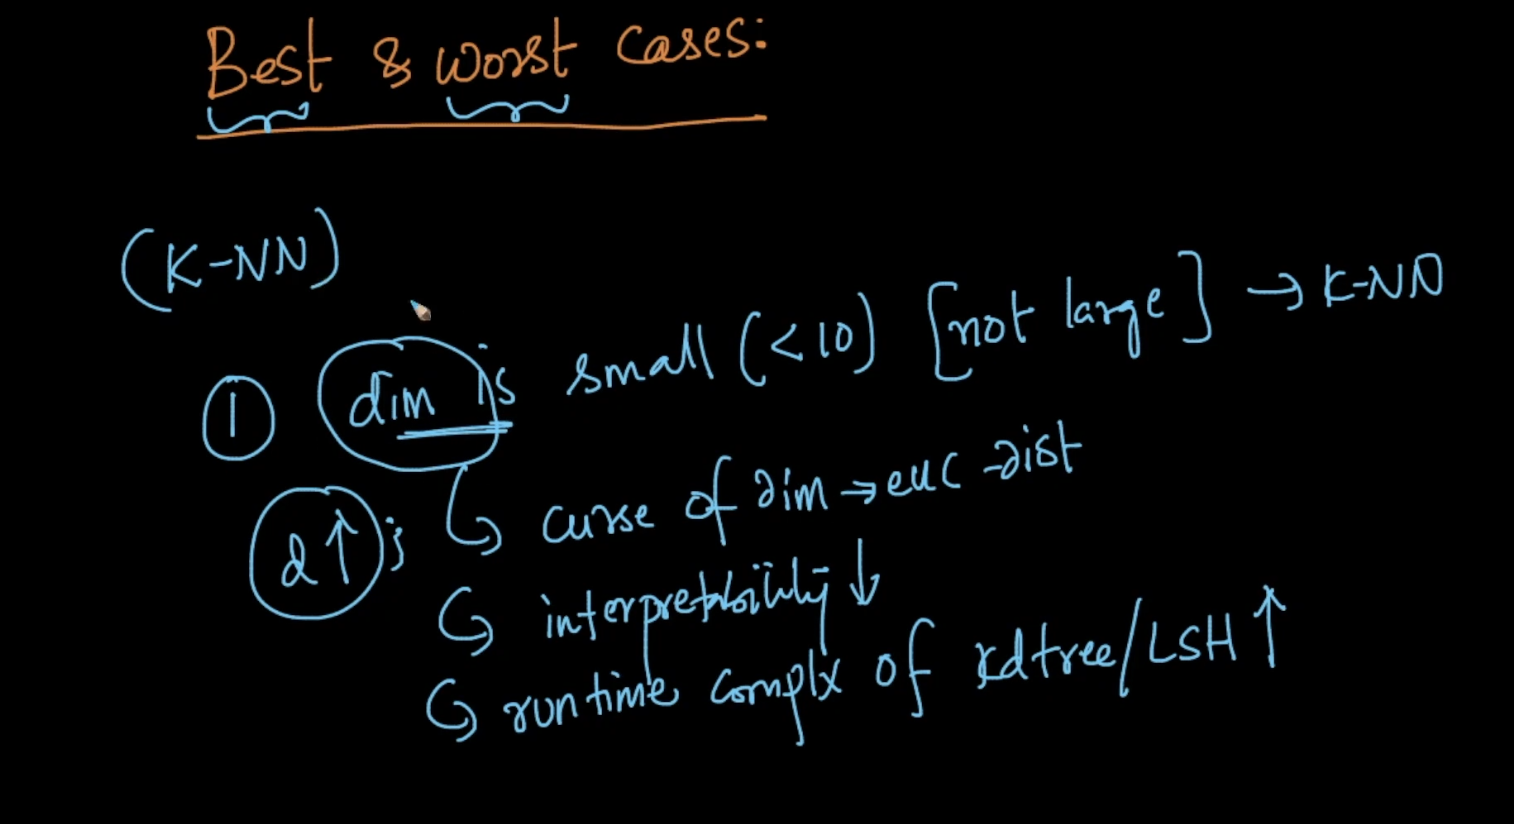 Best & Worst Cases:
(K-NN)
① dim is small (<10) [not large] → K-NN
d↑; ↳ curse of dim → euc-dist
↳ interpretability ↓
↳ runtime complx of kdtree/LSH ↑